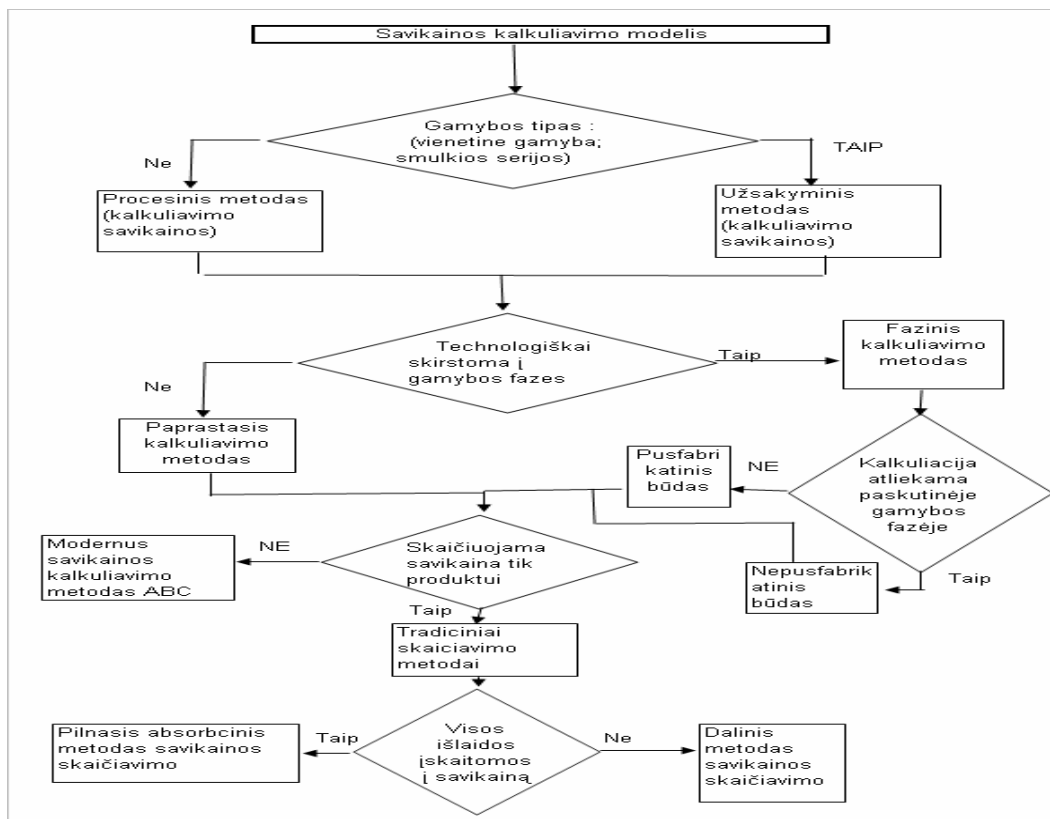 Savikainos kalkuliavimo modelis
Gamybos tipas :
(vienetine gamyba;
smulkios serijos)
Ne
TAIP
Procesinis metodas
(kalkuliavimo
savikainos)
Užsakyminis
metodas
(kalkuliavimo
savikainos)
Technologiškai
skirstoma į
gamybos fazes
Ne
Taip
Fazinis
kalkuliavimo
metodas
Paprastasis
kalkuliavimo
metodas
Pusfabri
katinis
būdas
NE
Kalkuliacija
atliekama
paskutinėje
gamybos
fazėje
Taip
Nepusfabrik
atinis
būdas
Skaičiuojama
savikaina tik
produktui
NE
Modernus
savikainos
kalkuliavimo
metodas ABC
Taip
Tradiciniai
skaiciavimo
metodai
Visos
išlaidos
įskaitomos
į savikainą
Taip
Ne
Pilnasis absorbcinis
metodas savikainos
skaičiavimo
Dalinis
metodas
savikainos
skaičiavimo